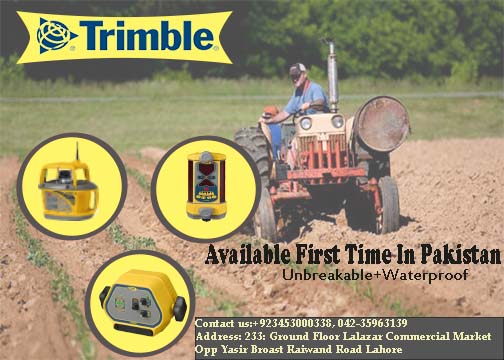 Trimble
Available First Time In Pakistan
Unbreakable+Waterproof
Contact us:+923453000338, 042-35963139
Address: 233: Ground Floor Lalazar Commercial Market
Opp Yasir Broast Raiwand Road Lahore